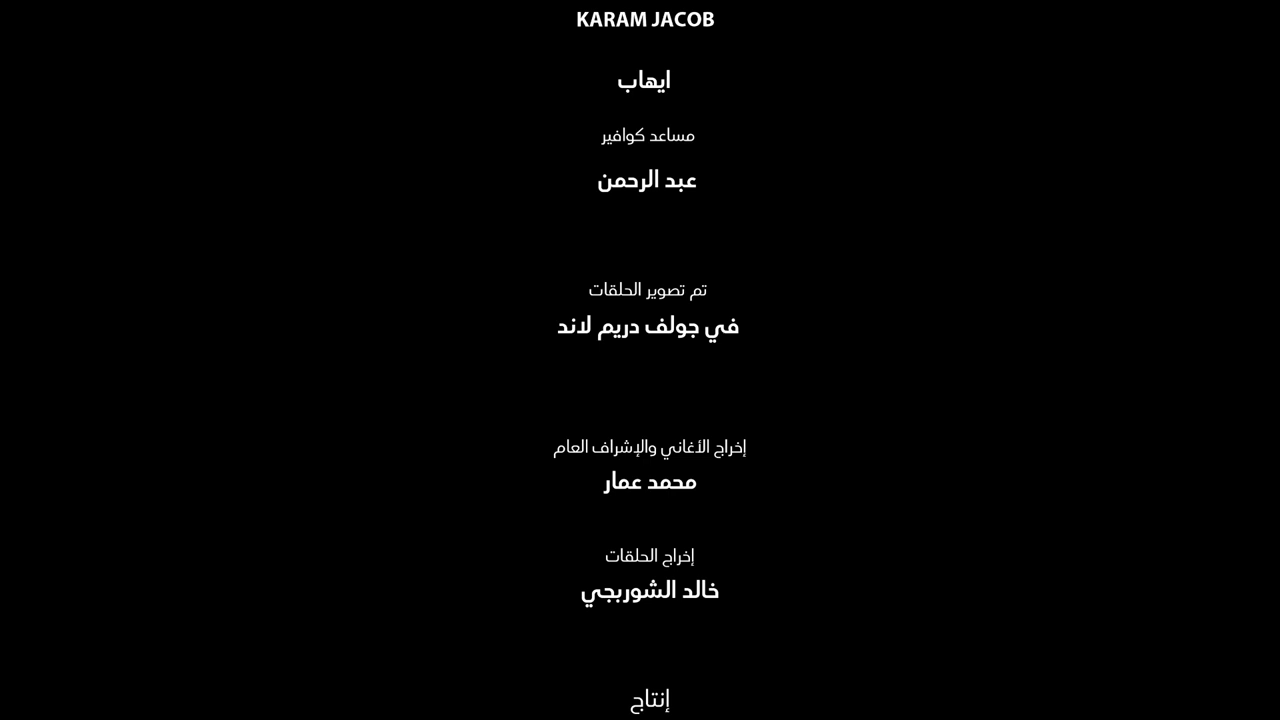 KARAM JACOB
ايهاب
مساعد كوافير
عبد الرحمن
تم تصوير الحلقات
في جولف دريم لاند
إخراج الأغاني والإشراف العام
محمد عمار
إخراج الحلقات
خالد الشوربجي
إنتاج